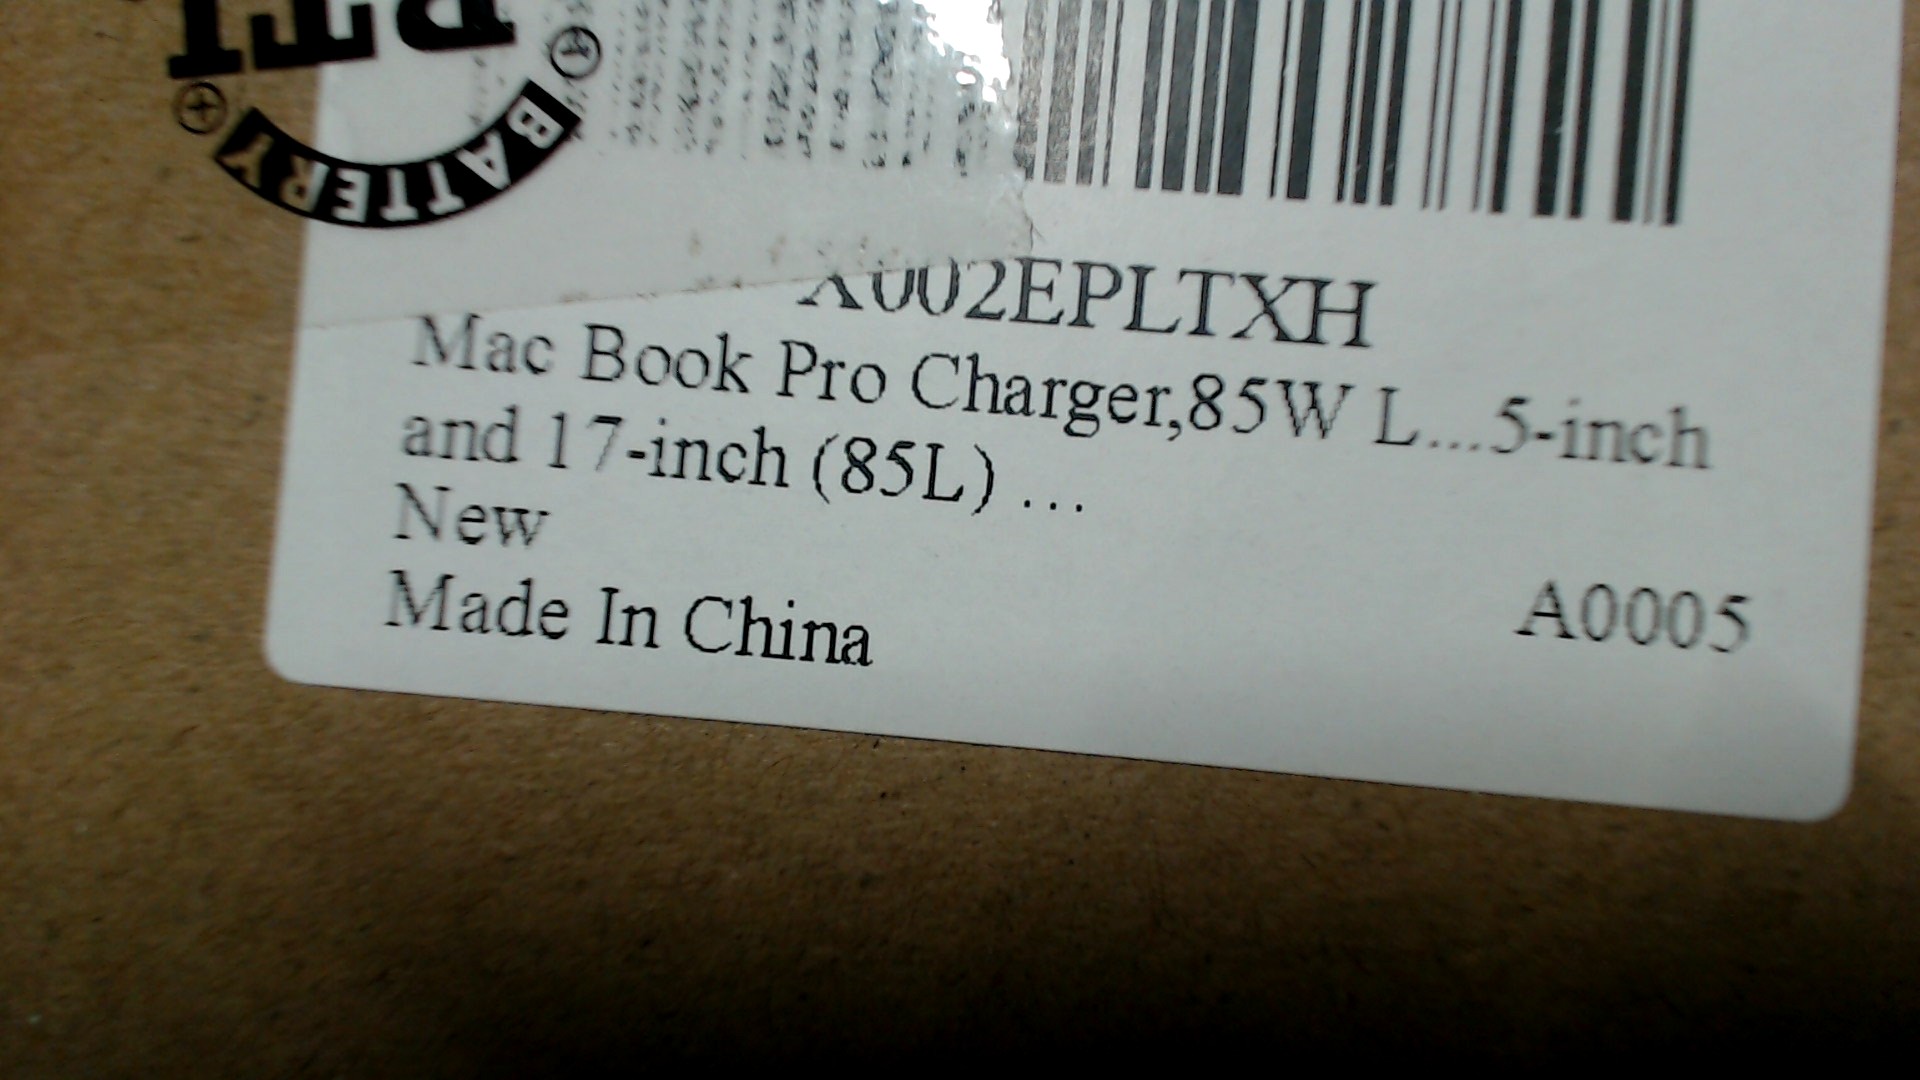 BATTERY
X002EPLTXH
Mac Book Pro Charger,85W L...5-inch
and 17-inch (85L) ...
New
Made In China
A0005